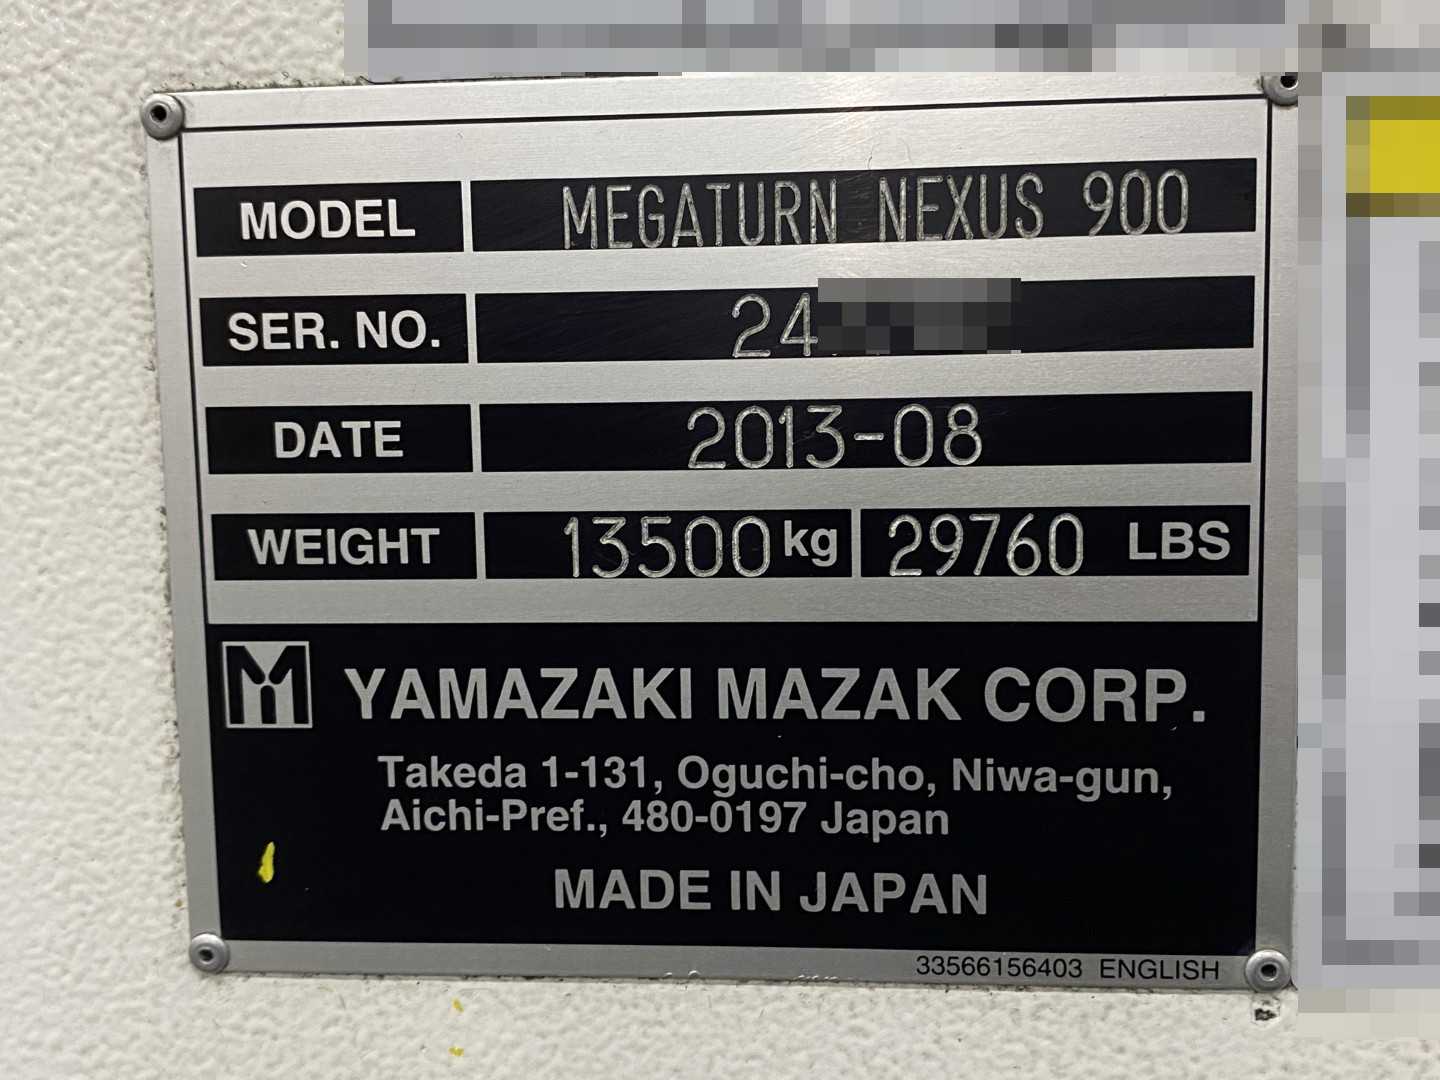 MODEL MEGATURN NEXUS 900
SER. NO. 24
DATE 2013-08
WEIGHT 13500 kg 29760 LBS
YAMAZAKI MAZAK CORP.
Takeda 1-131, Oguchi-cho, Niwa-gun,
Aichi-Pref., 480-0197 Japan
MADE IN JAPAN
33566156403 ENGLISH